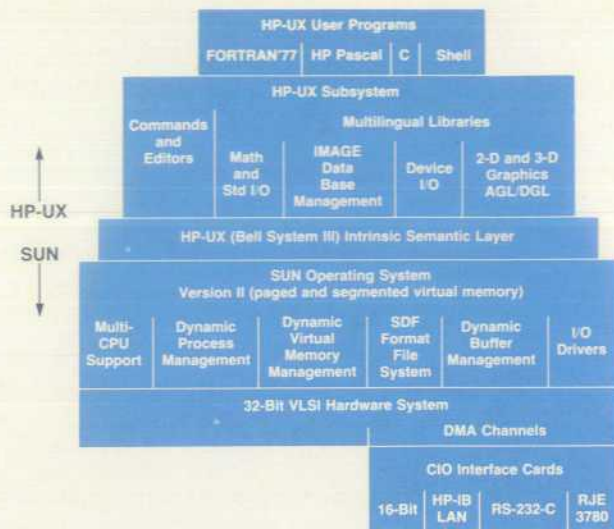 HP-UX User Programs
FORTRAN'77 HP Pascal C Shell
HP-UX Subsystem
Commands and Editors
Multilingual Libraries
Math and Std I/O
IMAGE Data Base Management
Device I/O
2-D and 3-D Graphics AGL/DGL
HP-UX
SUN
HP-UX (Bell System III) Intrinsic Semantic Layer
SUN Operating System
Version II (paged and segmented virtual memory)
Multi-CPU Support
Dynamic Process Management
Dynamic Virtual Memory Management
SDF Format File System
Dynamic Buffer Management
I/O Drivers
32-Bit VLSI Hardware System
DMA Channels
CIO Interface Cards
16-Bit
HP-IB LAN
RS-232-C
RJE 3780